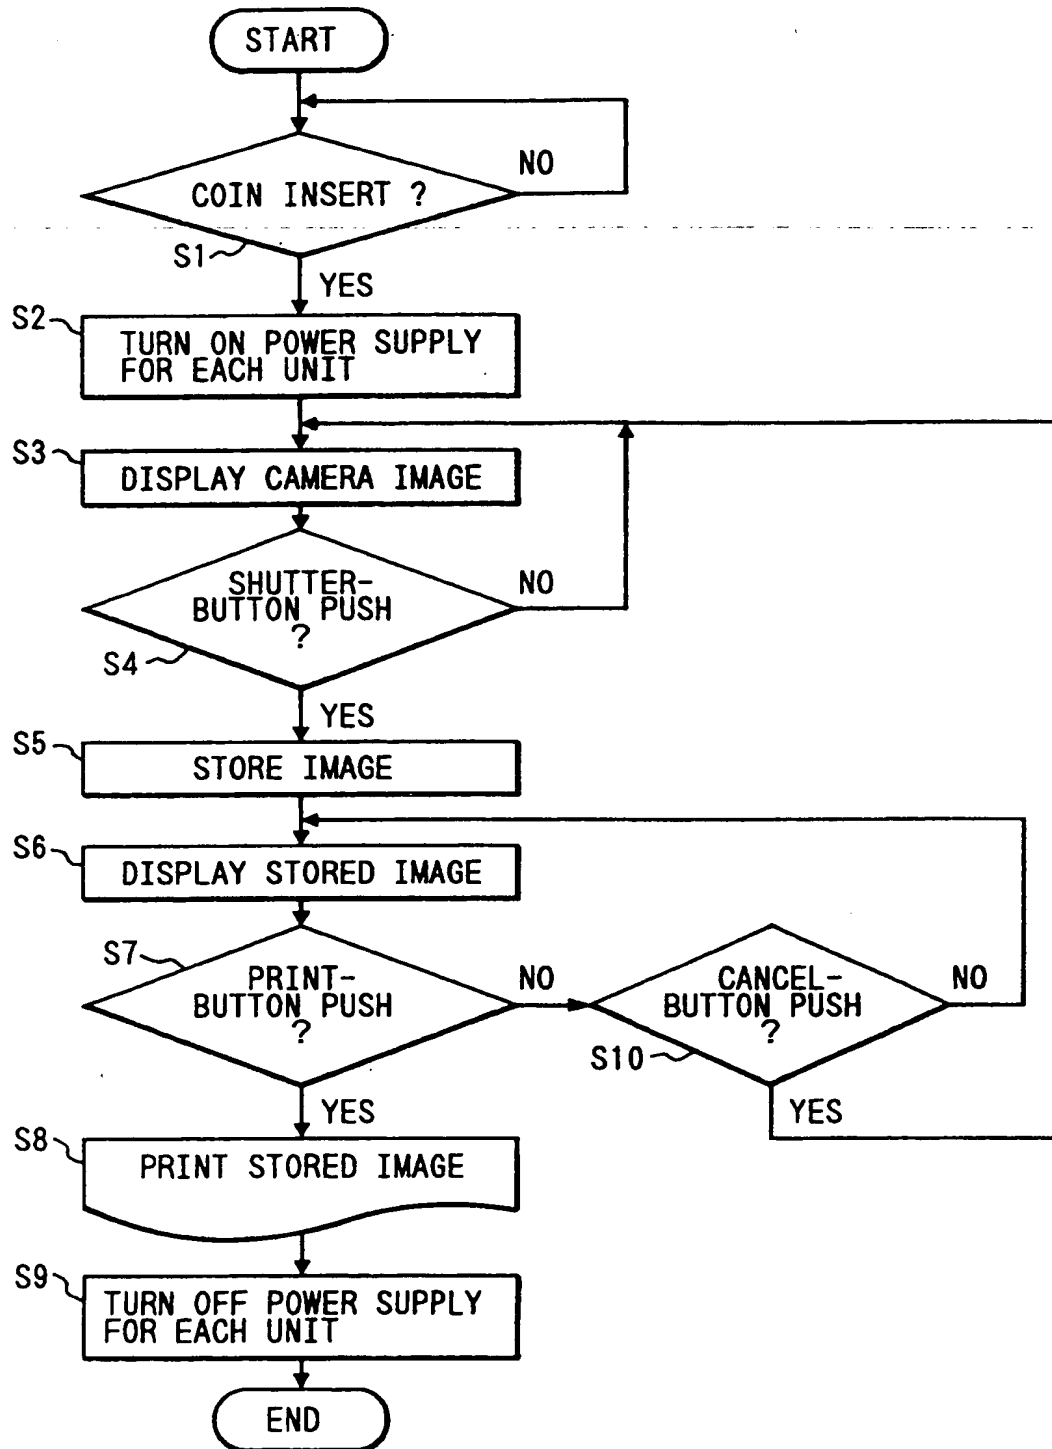 START
COIN INSERT ?
NO
S1
YES
S2
TURN ON POWER SUPPLY
FOR EACH UNIT
S3
DISPLAY CAMERA IMAGE
SHUTTER-
BUTTON PUSH
?
NO
S4
YES
S5
STORE IMAGE
S6
DISPLAY STORED IMAGE
S7
PRINT-
BUTTON PUSH
?
NO
CANCEL-
BUTTON PUSH
?
NO
S10
YES
YES
S8
PRINT STORED IMAGE
S9
TURN OFF POWER SUPPLY
FOR EACH UNIT
END